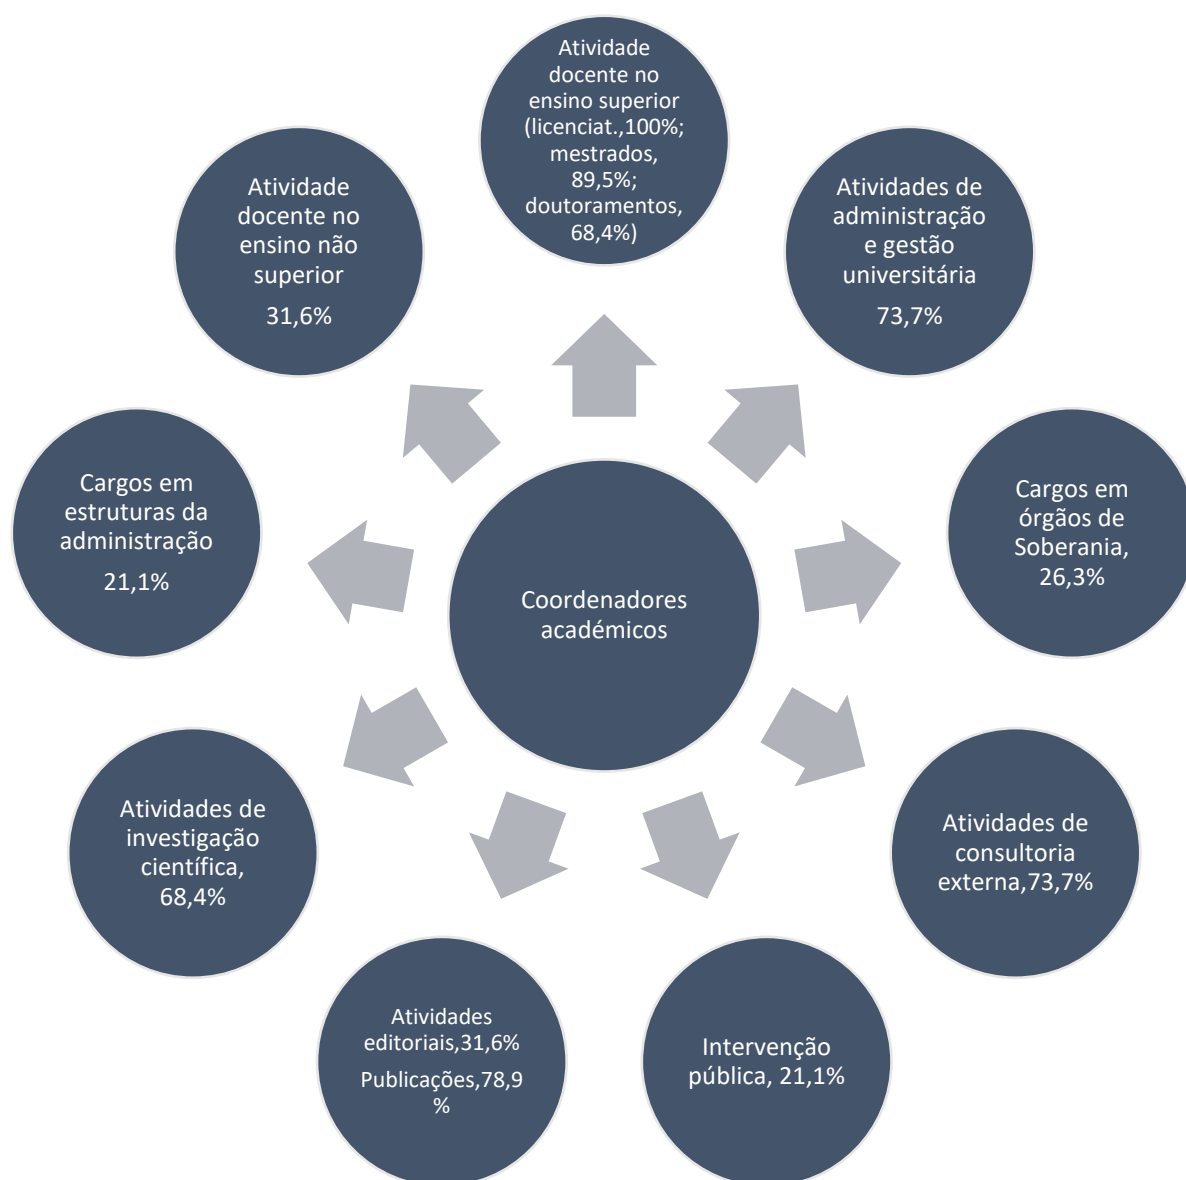 Atividade
docente no
ensino superior
(licenciat.,100%;
mestrados,
89,5%;
doutoramentos,
68,4%)
Atividades de
administração
e gestão
universitária
73,7%
Cargos em
órgãos de
Soberania,
26,3%
Atividades de
consultoria
externa,73,7%
Intervenção
pública, 21,1%
Atividades
editoriais,31,6%
Publicações,78,9
%
Atividades de
investigação
científica,
68,4%
Cargos em
estruturas da
administração
21,1%
Atividade
docente no
ensino não
superior
31,6%
Coordenadores
académicos